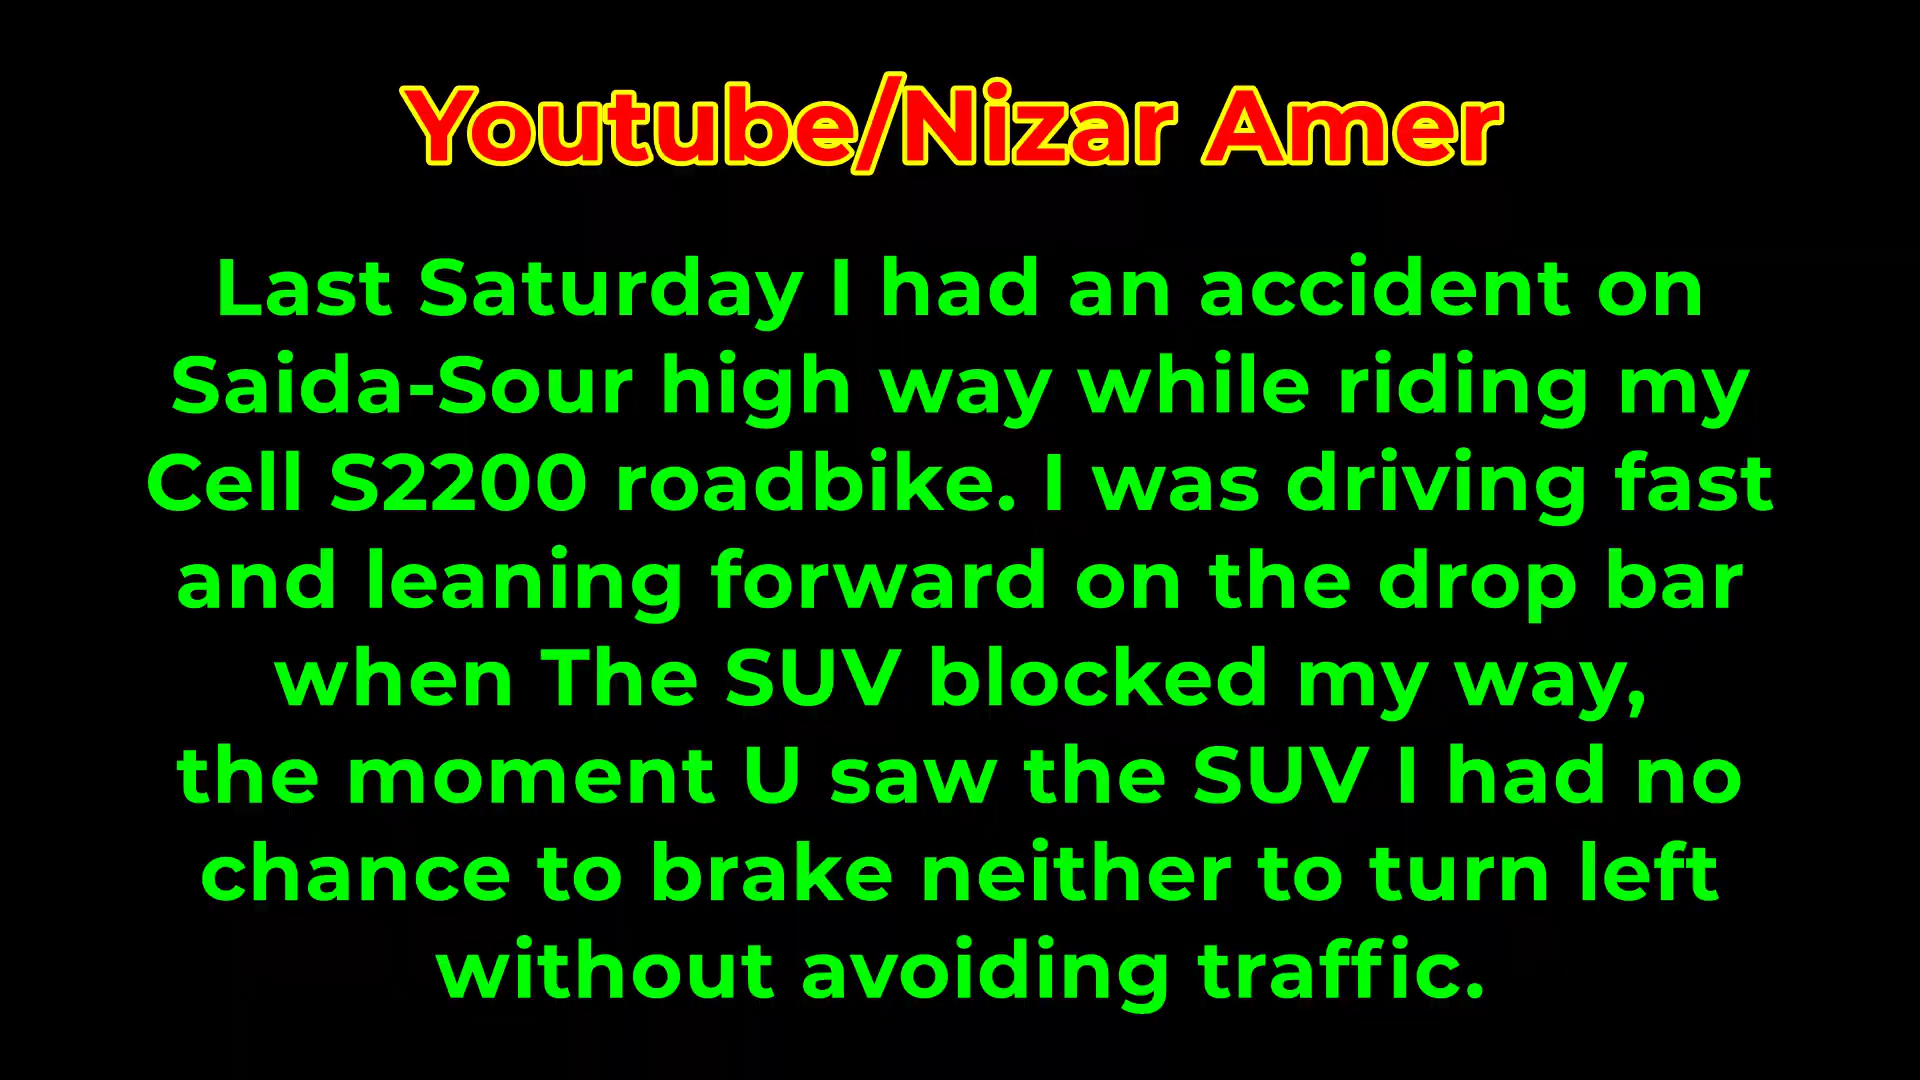 Youtube/Nizar Amer
Last Saturday I had an accident on
Saida-Sour high way while riding my
Cell S2200 roadbike. I was driving fast
and leaning forward on the drop bar
when The SUV blocked my way,
the moment U saw the SUV I had no
chance to brake neither to turn left
without avoiding traffic.